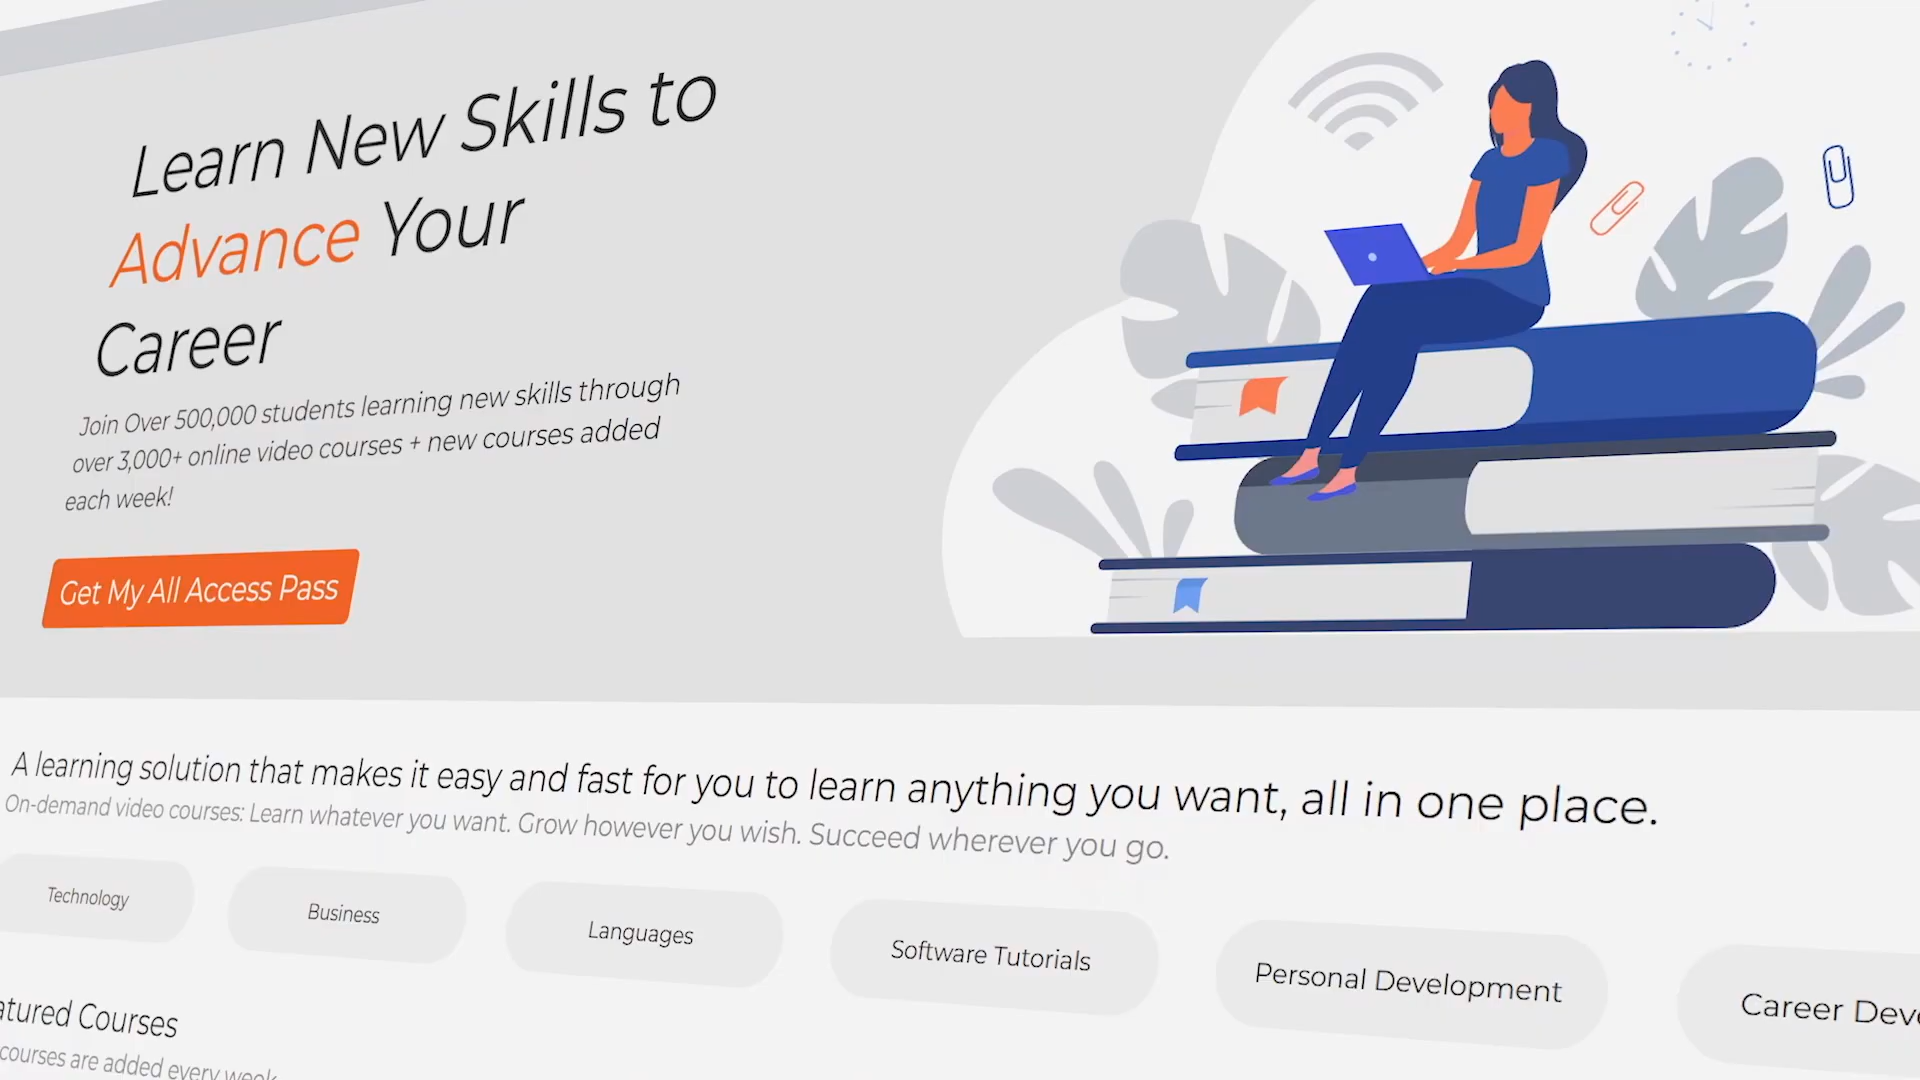 Learn New Skills to
Advance Your
Career
Join Over 500,000 students learning new skills through
over 3,000+ online video courses + new courses added
each week!
Get My All Access Pass
A learning solution that makes it easy and fast for you to learn anything you want, all in one place.
On-demand video courses: Learn whatever you want. Grow however you wish. Succeed wherever you go.
Technology
Business
Languages
Software Tutorials
Personal Development
Career
Courses
courses are added every week